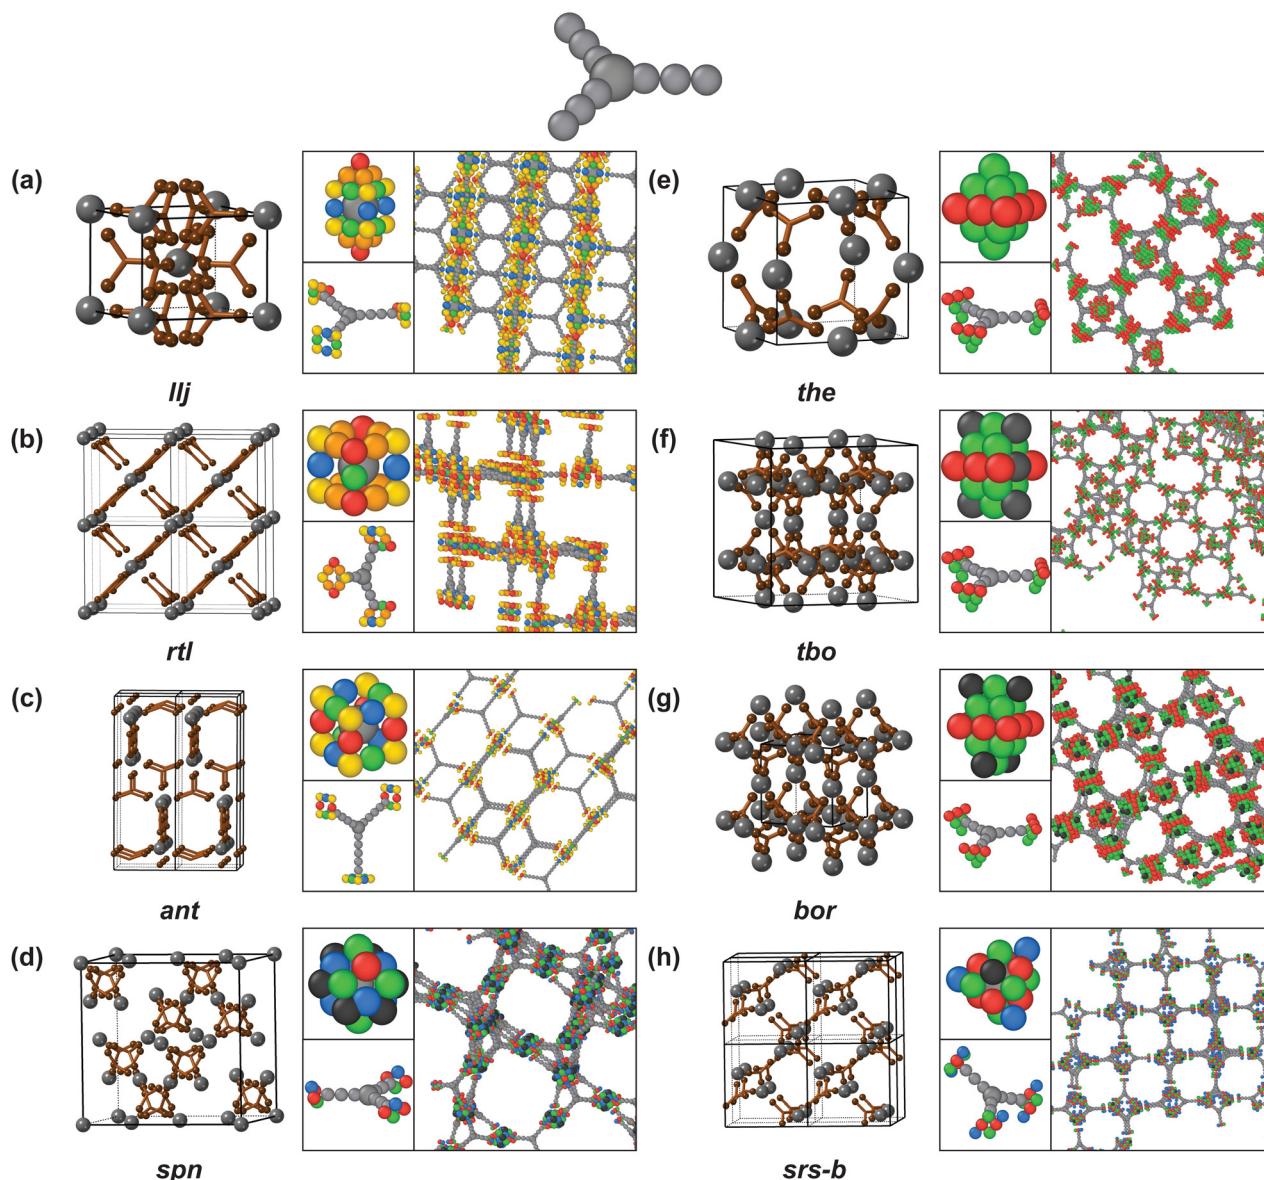 (a)
llj
(e)
the
(b)
rtl
(f)
tbo
(c)
ant
(g)
bor
(d)
spn
(h)
srs-b